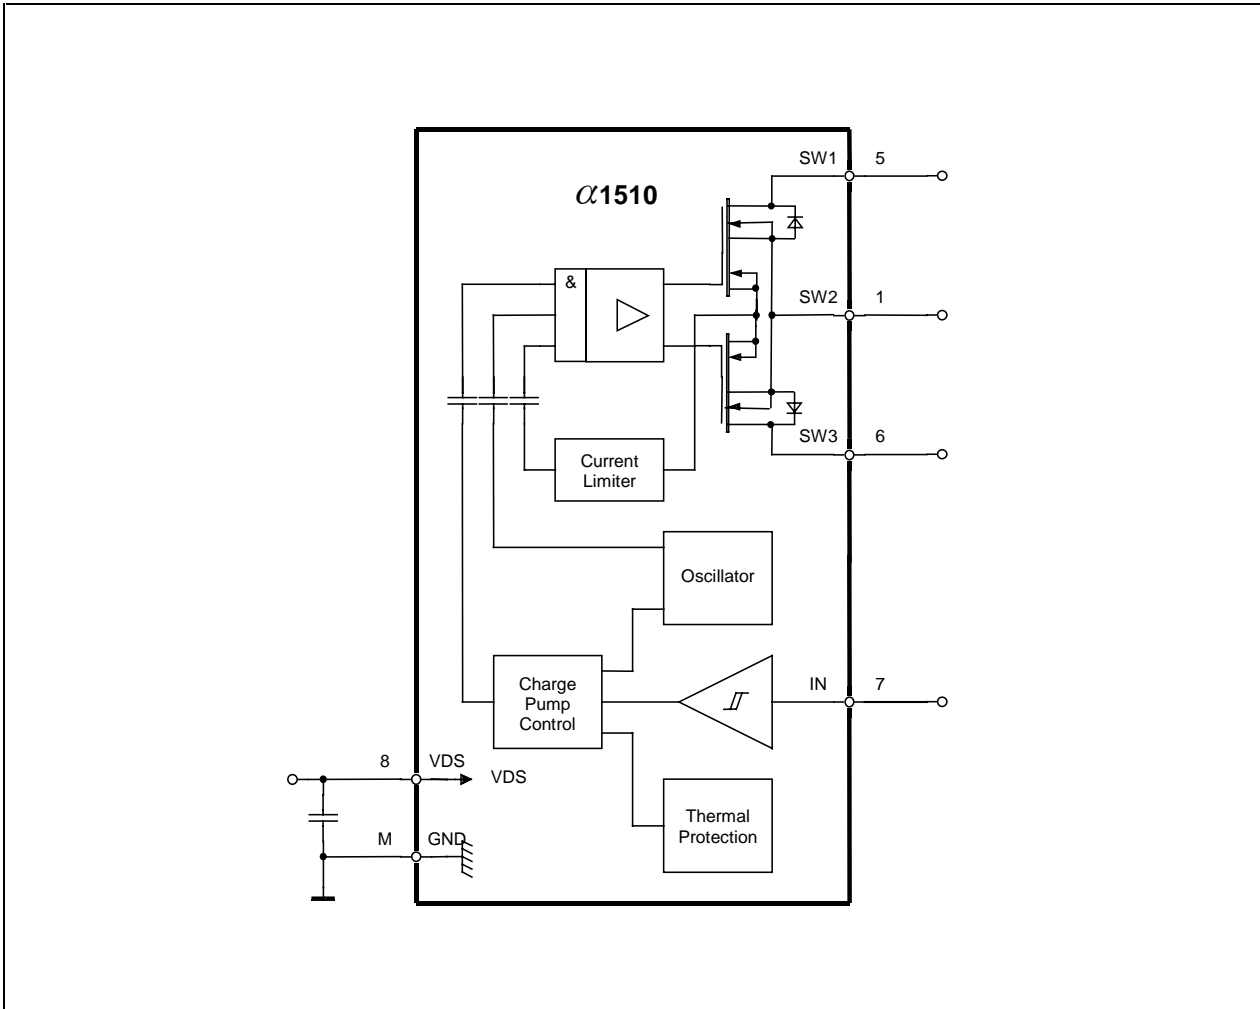 SW1 5
α1510
&
SW2 1
SW3 6
Current
Limiter
Oscillator
IN 7
Charge
Pump
Control
8 VDS
VDS
M GND
Thermal
Protection